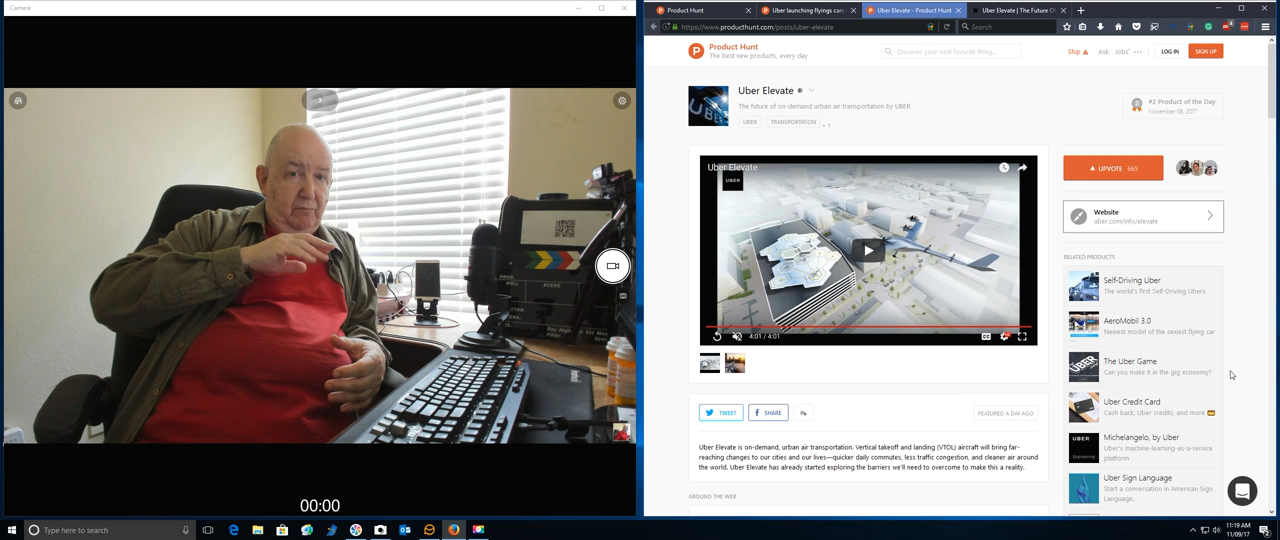 Camera
PROD.
ROLL
SCENE
00:00
Product Hunt
Uber launching flyings cars
Uber Elevate - Product Hunt
Uber Elevate | The Future Of
https://www.producthunt.com/posts/uber-elevate
Search
Product Hunt
The best new products, every day
Discover your next favorite thing...
Ship
Ask
Jobs
LOG IN
SIGN UP
Uber Elevate
The future of on-demand urban air transportation by UBER
UBER
TRANSPORTATION
+ 1
#2 Product of the Day
November 08, 2017
Uber Elevate
UBER
4:01 / 4:01
UPVOTE 665
Website
uber.com/info/elevate
RELATED PRODUCTS
Self-Driving Uber
The world's first Self-Driving Ubers
AeroMobil 3.0
Newest model of the sexiest flying car
The Uber Game
Can you make it in the gig economy?
Uber Credit Card
Cash back, Uber credits, and more
Michelangelo, by Uber
Uber's machine-learning-as-a-service
platform
Uber Sign Language
Start a conversation in American Sign
Language.
TWEET
SHARE
FEATURED A DAY AGO
Uber Elevate is on-demand, urban air transportation. Vertical takeoff and landing (VTOL) aircraft will bring far-
reaching changes to our cities and our lives—quicker daily commutes, less traffic congestion, and cleaner air around
the world. Uber Elevate has already started exploring the barriers we'll need to overcome to make this a reality.
AROUND THE WEB
Type here to search
11:19 AM
11/09/17